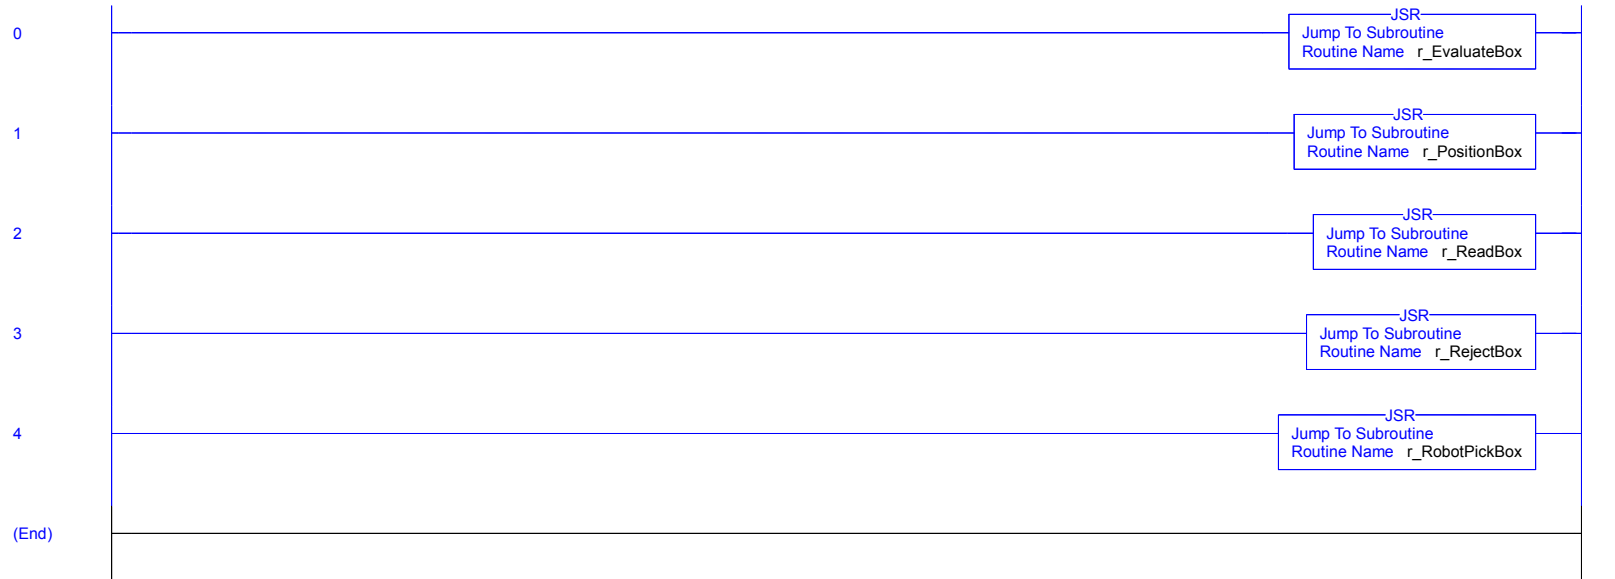 JSR
0
Jump To Subroutine
Routine Name r_EvaluateBox
JSR
1
Jump To Subroutine
Routine Name r_PositionBox
JSR
2
Jump To Subroutine
Routine Name r_ReadBox
JSR
3
Jump To Subroutine
Routine Name r_RejectBox
JSR
4
Jump To Subroutine
Routine Name r_RobotPickBox
(End)